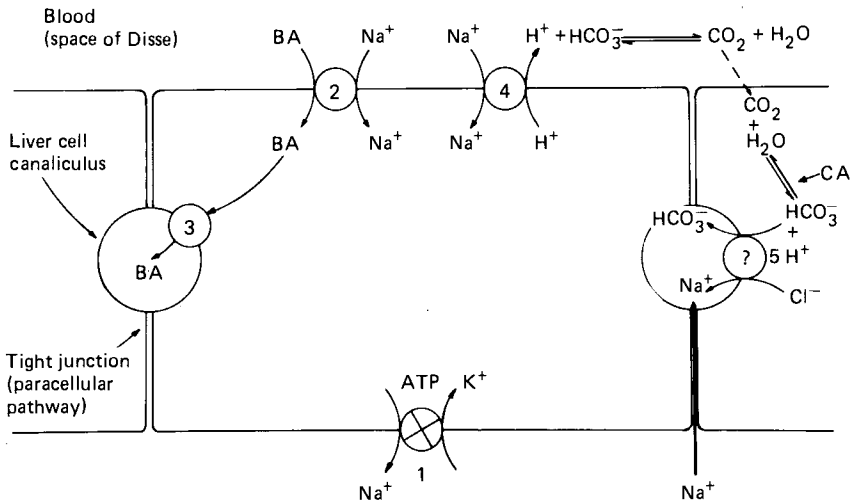 Blood
(space of Disse)
BA
Na⁺
Na⁺
H⁺ + HCO₃⁻
CO₂ + H₂O
2
4
BA
Na⁺
Na⁺
H⁺
CO₂
+
H₂O
CA
HCO₃⁻
+
5 H⁺
Liver cell
canaliculus
3
BA
HCO₃⁻
?
Na⁺
Cl⁻
Tight junction
(paracellular
pathway)
ATP
K⁺
Na⁺
1
Na⁺